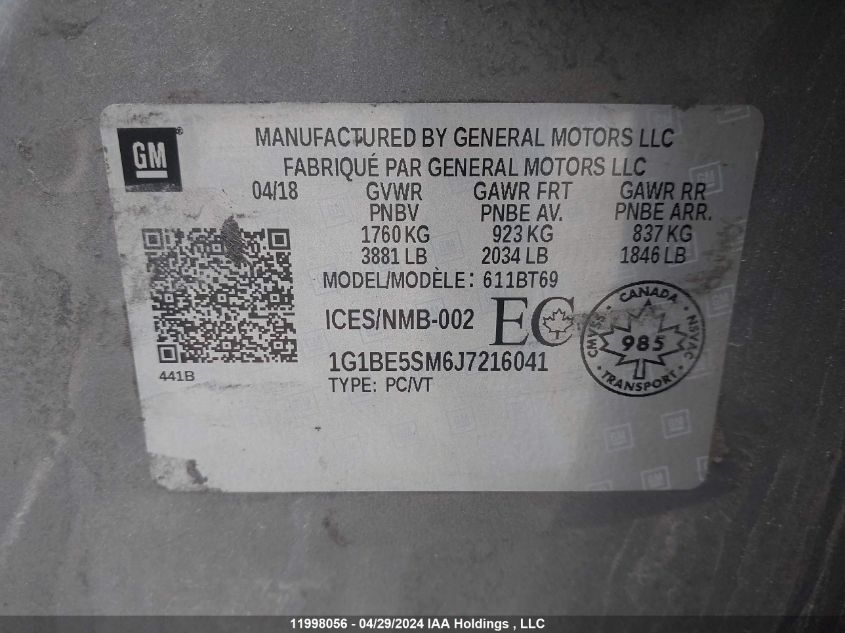 GM
MANUFACTURED BY GENERAL MOTORS LLC
FABRIQUÉ PAR GENERAL MOTORS LLC
04/18 GVWR GAWR FRT GAWR RR
PNBV PNBE AV. PNBE ARR.
1760 KG 923 KG 837 KG
3881 LB 2034 LB 1846 LB
MODEL/MODÈLE: 611BT69
ICES/NMB-002 EC
CANADA
CMVSS 985 NSVAC
TRANSPORT
1G1BE5SM6J7216041
441B
TYPE: PC/VT
11998056 - 04/29/2024 IAA Holdings , LLC